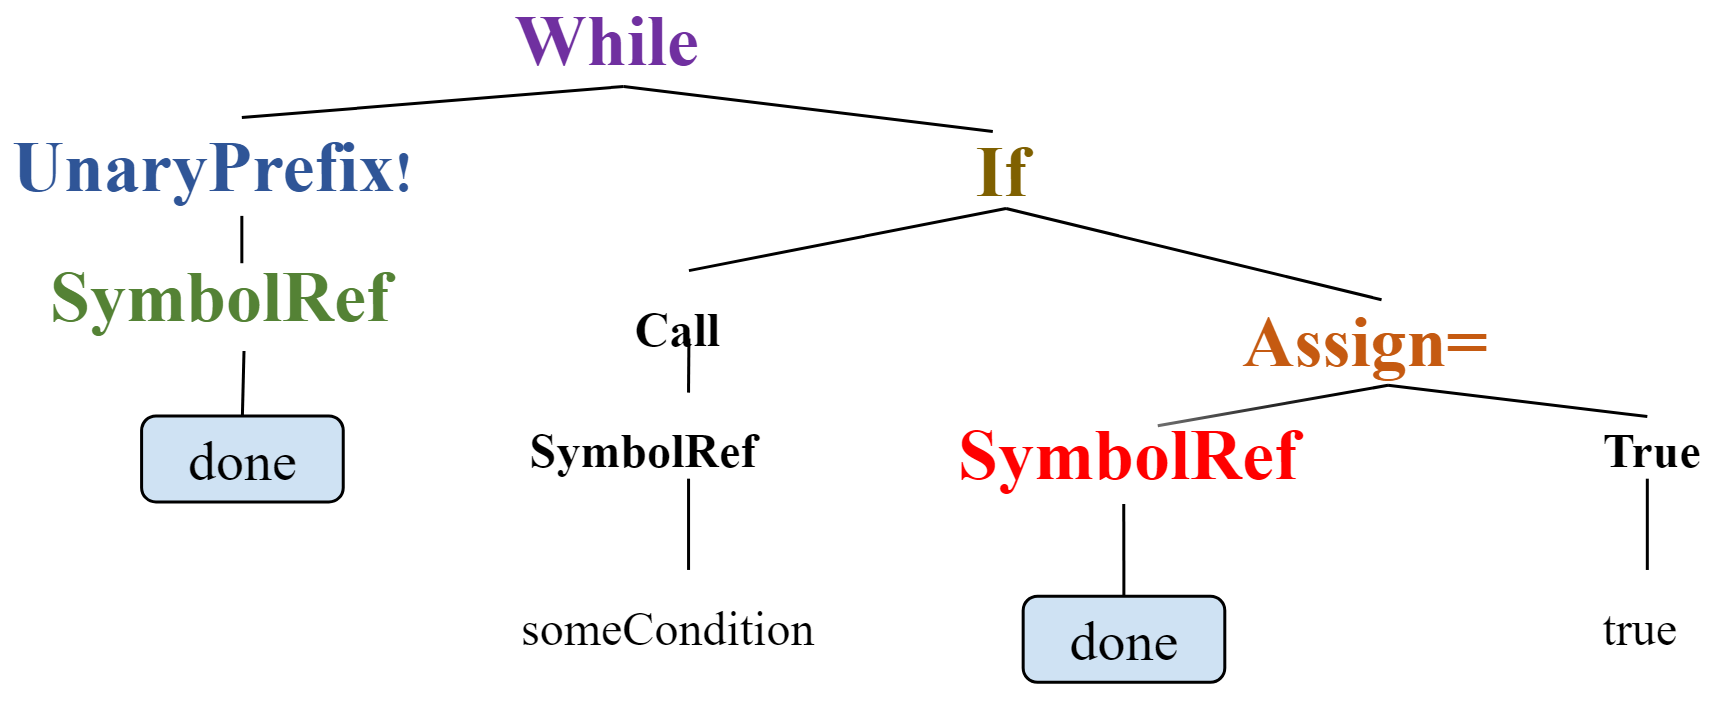 While
UnaryPrefix!
If
SymbolRef
Call
Assign=
done
SymbolRef
SymbolRef
True
someCondition
done
true